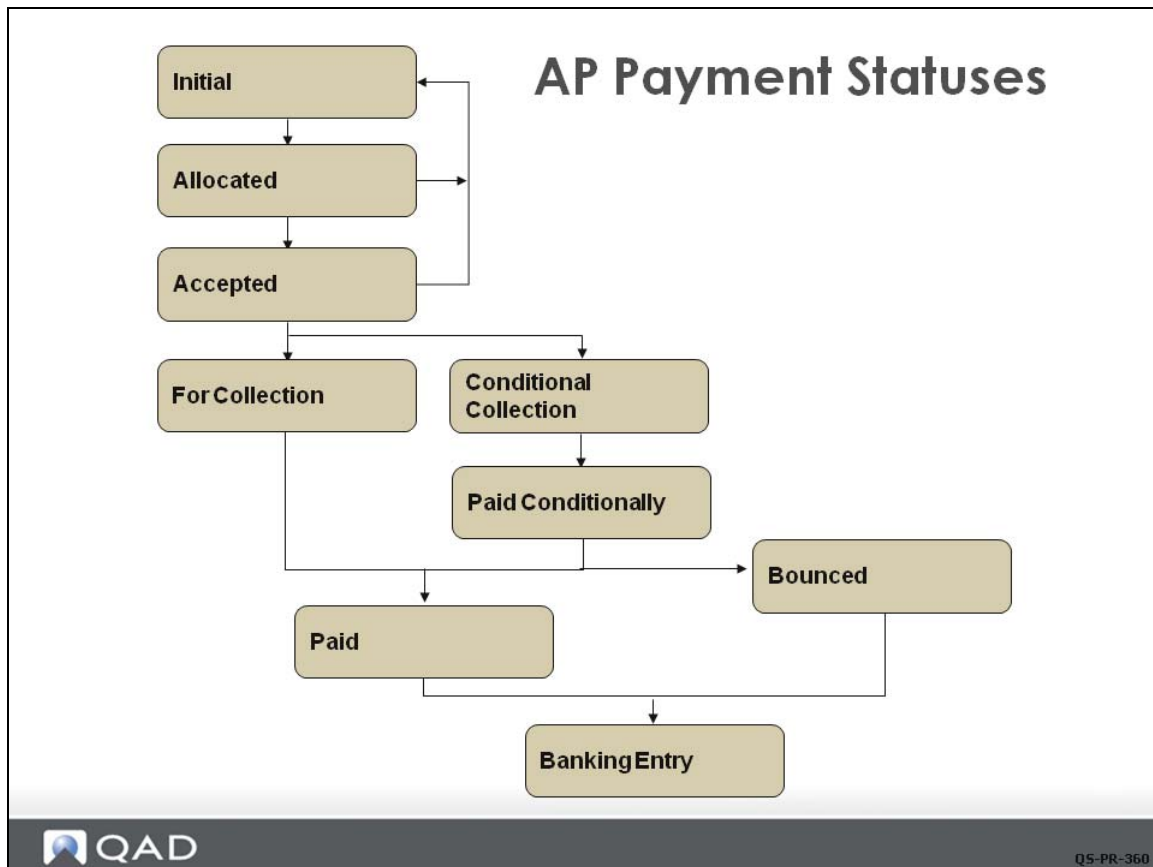 AP Payment Statuses
Initial
Allocated
Accepted
For Collection
Conditional
Collection
Paid Conditionally
Bounced
Paid
Banking Entry
QAD
QS-PR-360